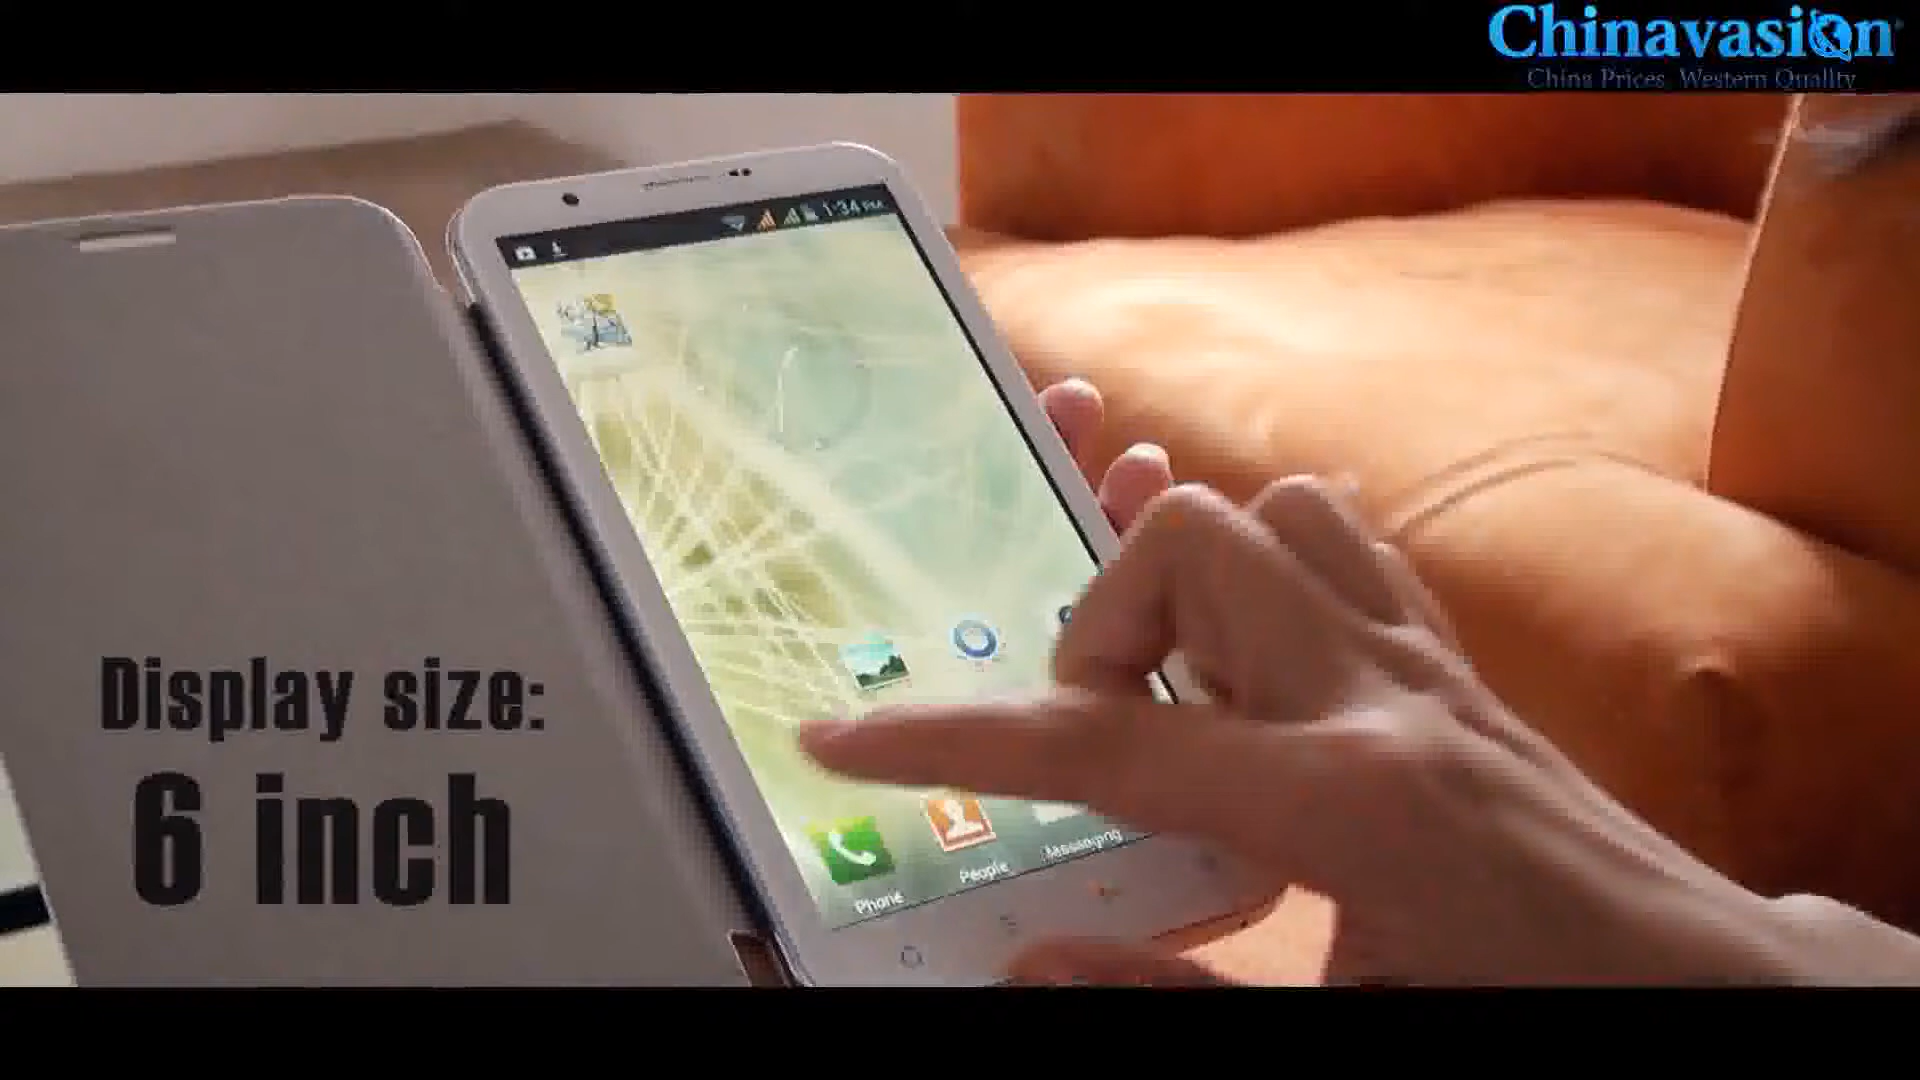 Chinavasion
China Prices, Western Quality
1:34 PM
Display size:
6 inch
Phone
People
Messaging